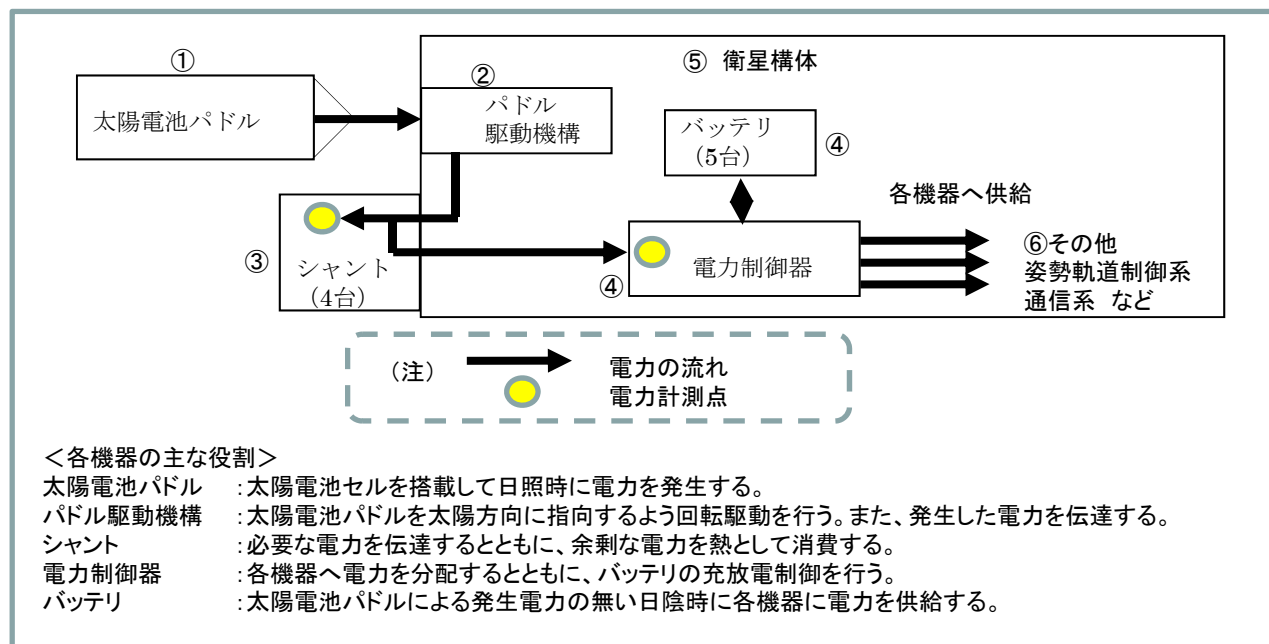 ①
太陽電池パドル
②
パドル
駆動機構
⑤ 衛星構体
バッテリ
(5台)
④
各機器へ供給
③
シャント
(4台)
④
電力制御器
⑥その他
姿勢軌道制御系
通信系 など
(注)
電力の流れ
電力計測点
＜各機器の主な役割＞
太陽電池パドル :太陽電池セルを搭載して日照時に電力を発生する。
パドル駆動機構 :太陽電池パドルを太陽方向に指向するよう回転駆動を行う。また、発生した電力を伝達する。
シャント :必要な電力を伝達するとともに、余剰な電力を熱として消費する。
電力制御器 :各機器へ電力を分配するとともに、バッテリの充放電制御を行う。
バッテリ :太陽電池パドルによる発生電力の無い日陰時に各機器に電力を供給する。